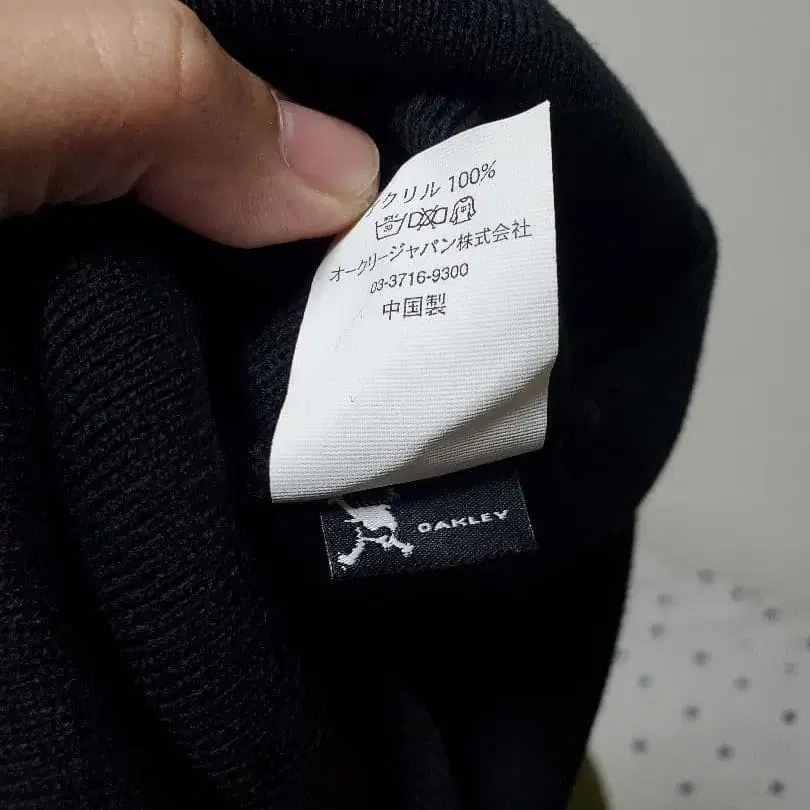 クリル 100%
オークリージャパン株式会社
03-3716-9300
中国製
OAKLEY